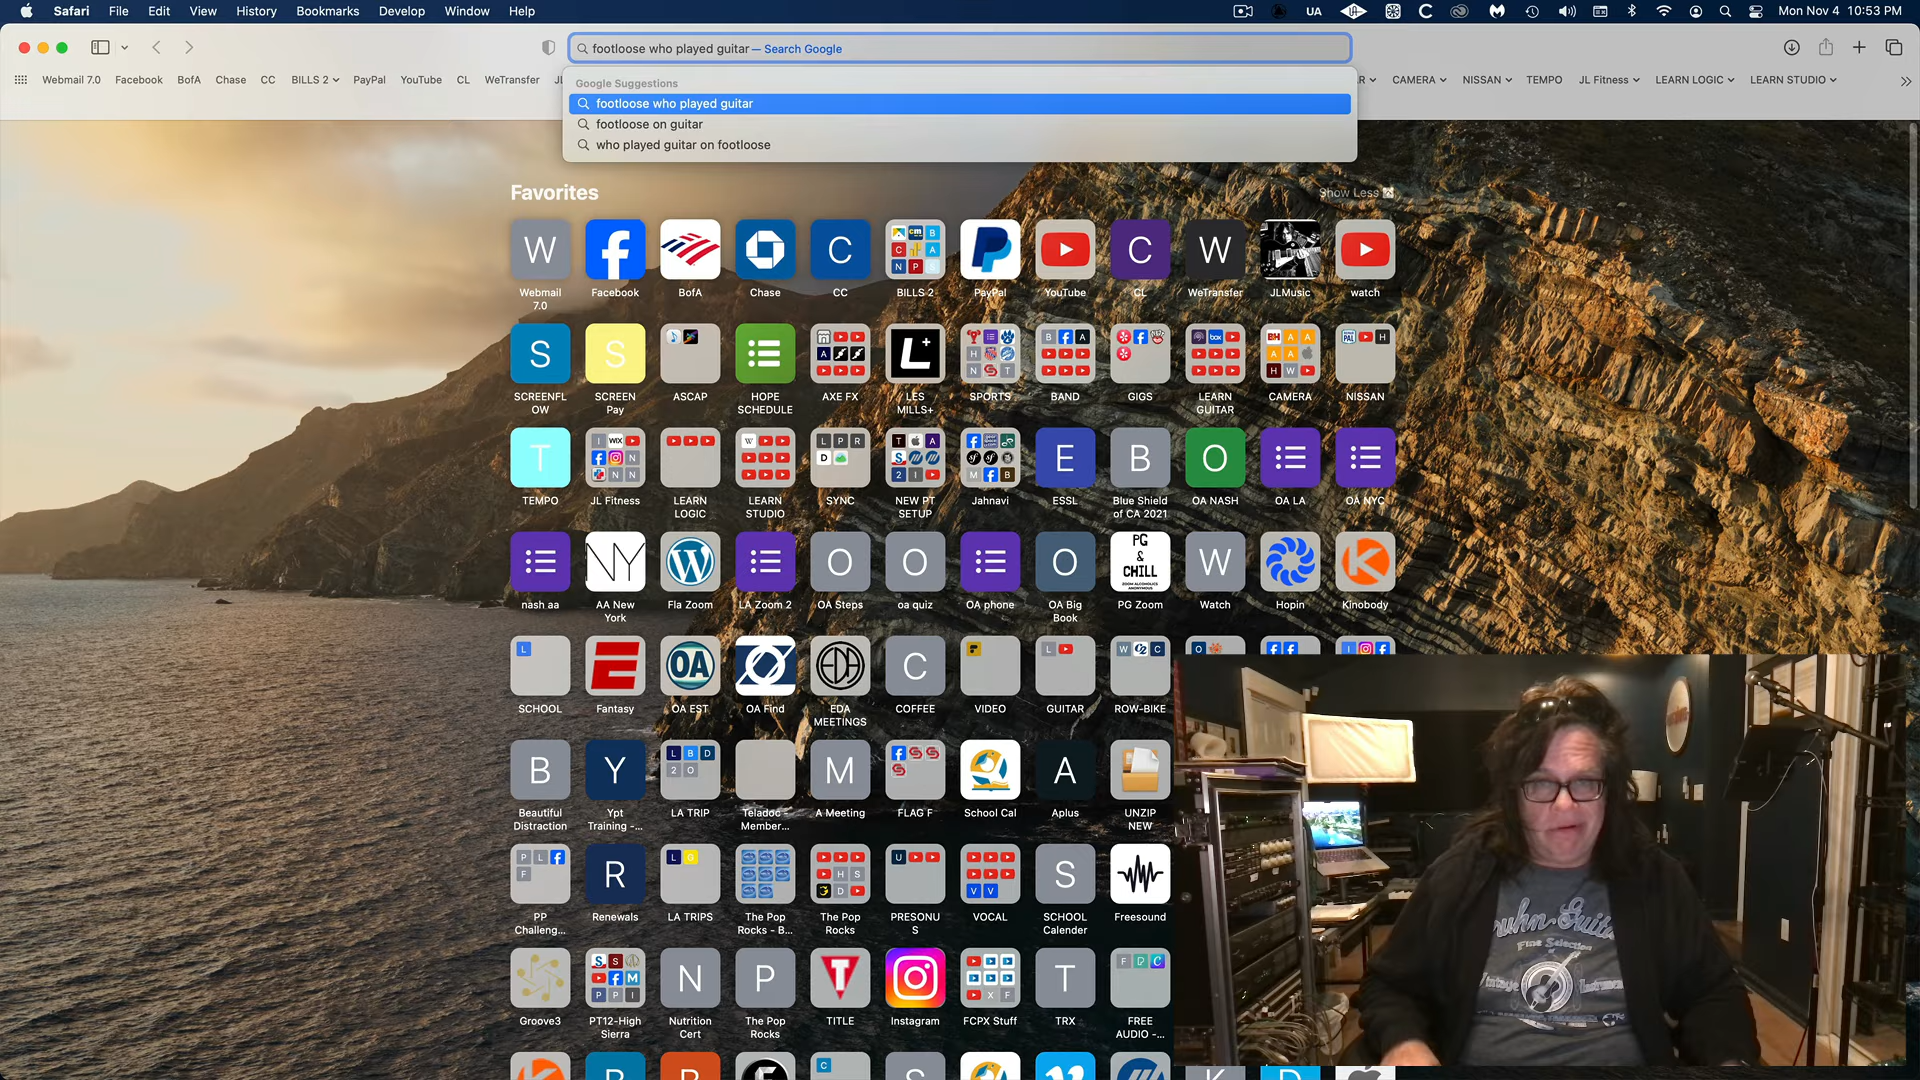 Safari File Edit View History Bookmarks Develop Window Help
UA
Mon Nov 4 10:53 PM
footloose who played guitar — Search Google
Webmail 7.0 Facebook BofA Chase CC BILLS 2 PayPal YouTube CL WeTransfer
CAMERA NISSAN TEMPO JL Fitness LEARN LOGIC LEARN STUDIO
Google Suggestions
footloose who played guitar
footloose on guitar
who played guitar on footloose
Favorites
Show Less
W C C W
Webmail 7.0
Facebook
BofA
Chase
CC
BILLS 2
PayPal
YouTube
CL
WeTransfer
JLMusic
watch
S S L+
SCREENFLOW
SCREEN Pay
ASCAP
HOPE SCHEDULE
AXE FX
LES MILLS+
SPORTS
BAND
GIGS
LEARN GUITAR
CAMERA
NISSAN
T E B O
TEMPO
JL Fitness
LEARN LOGIC
LEARN STUDIO
SYNC
NEW PT SETUP
Jahnavi
ESSL
Blue Shield of CA 2021
OA NASH
OA LA
OA NYC
NY O O O PG & CHILL W
nash aa
AA New York
Fla Zoom
LA Zoom 2
OA Steps
oa quiz
OA phone
OA Big Book
PG Zoom
Watch
Hopin
Kinobody
E OA EDA C
SCHOOL
Fantasy
OA EST
OA Find
EDA MEETINGS
COFFEE
VIDEO
GUITAR
ROW-BIKE
B Y M A
Beautiful Distraction
Ypt Training -...
LA TRIP
Teladoc - Member...
A Meeting
FLAG F
School Cal
Aplus
UNZIP NEW
R S
PP Challeng...
Renewals
LA TRIPS
The Pop Rocks - B...
The Pop Rocks
PRESONUS
VOCAL
SCHOOL Calender
Freesound
N P T T
Groove3
PT12-High Sierra
Nutrition Cert
The Pop Rocks
TITLE
Instagram
FCPX Stuff
TRX
FREE AUDIO -...
Fine Selection
Vintage